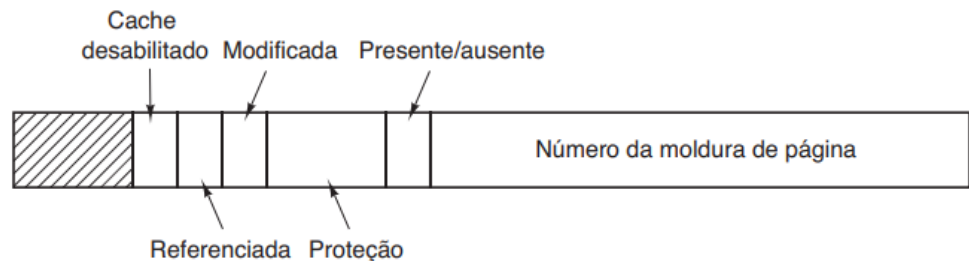 Cache
desabilitado Modificada Presente/ausente
Número da moldura de página
Referenciada Proteção